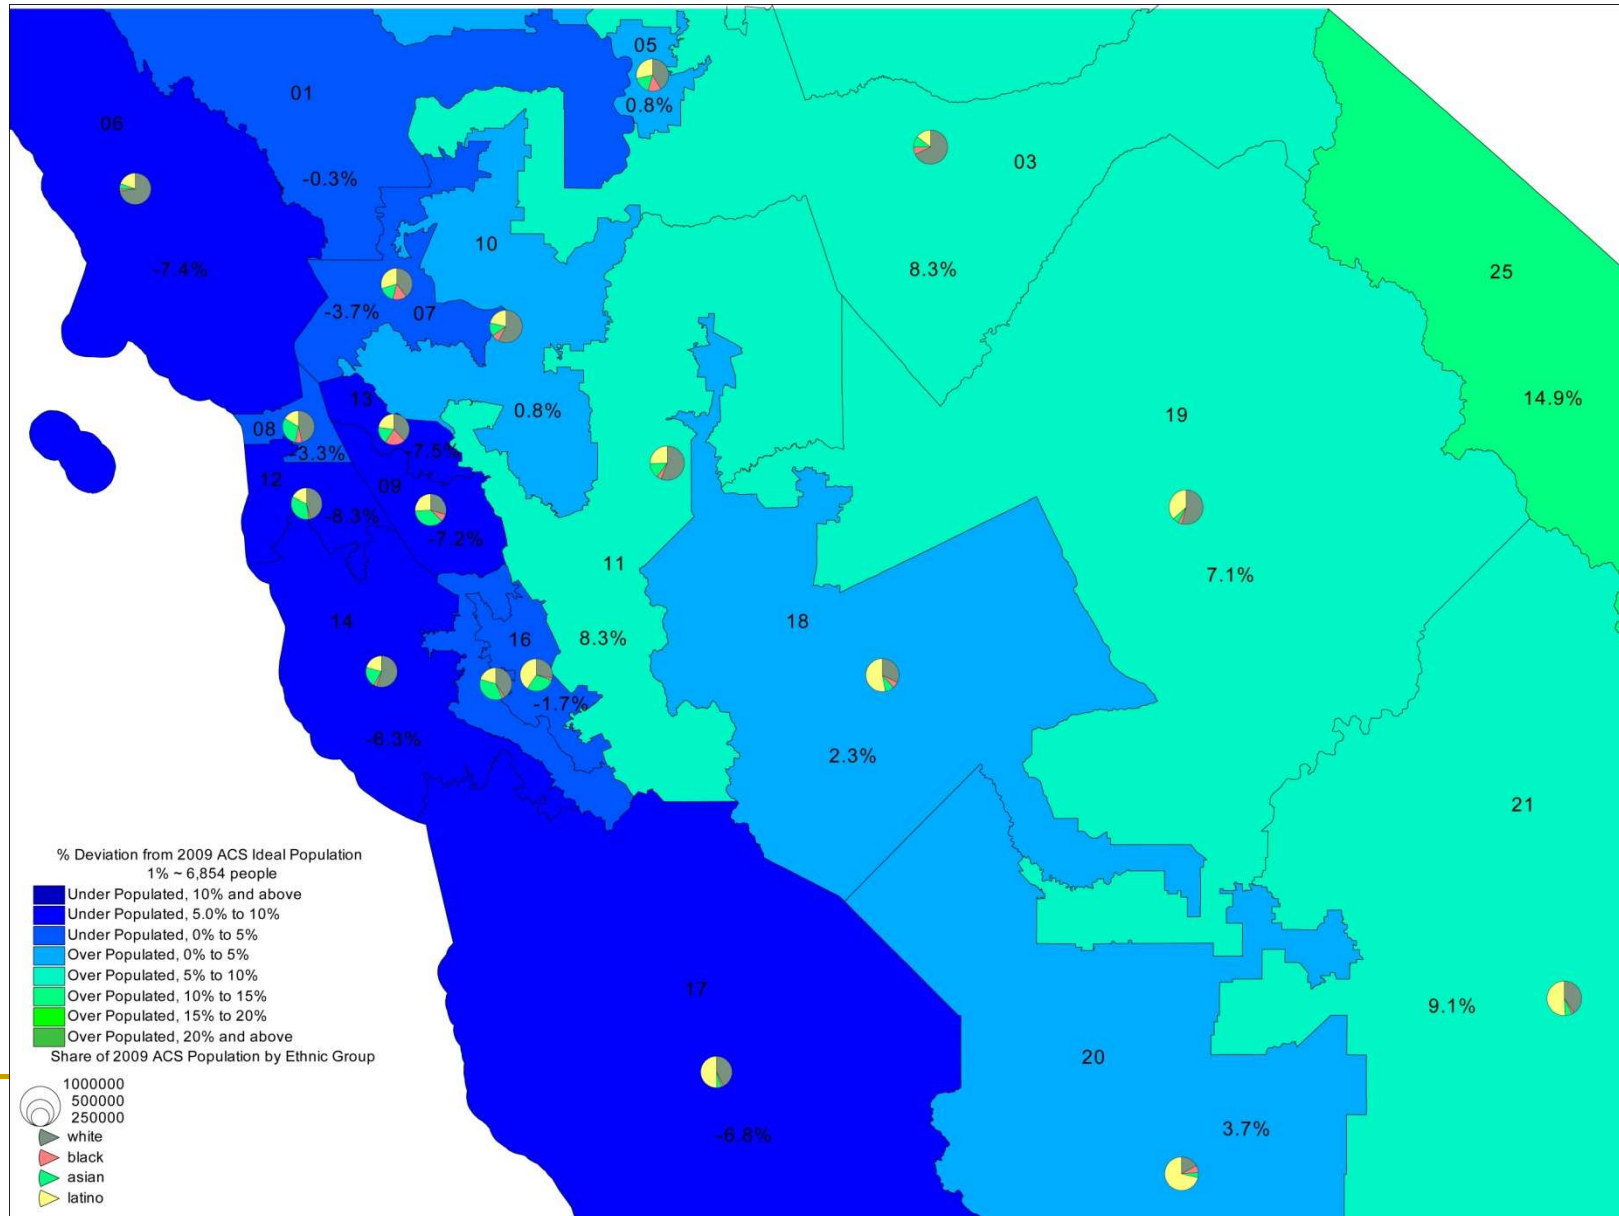 05
01
06
0.8%
03
-0.3%
10
-7.4%
8.3%
25
-3.7%
07
14.9%
13
0.8%
19
08
-3.3%
-7.5%
12
09
-8.3%
-7.2%
11
7.1%
14
16
8.3%
18
-1.7%
2.3%
21
% Deviation from 2009 ACS Ideal Population
1% ~ 6,854 people
Under Populated, 10% and above
Under Populated, 5.0% to 10%
Under Populated, 0% to 5%
Over Populated, 0% to 5%
Over Populated, 5% to 10%
Over Populated, 10% to 15%
Over Populated, 15% to 20%
Over Populated, 20% and above
Share of 2009 ACS Population by Ethnic Group
1000000
500000
250000
white
black
asian
latino
17
9.1%
20
3.7%
-6.8%